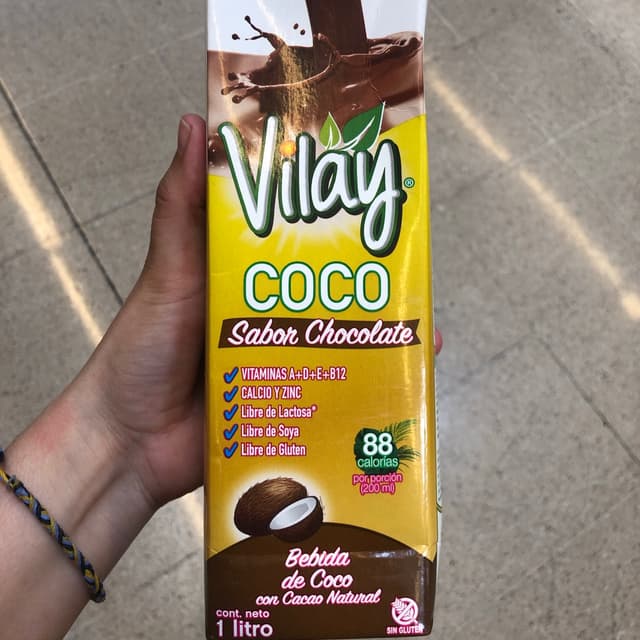 Vilay®
COCO
Sabor Chocolate
VITAMINAS A+D+E+B12
CALCIO Y ZINC
Libre de Lactosa*
Libre de Soya
Libre de Gluten
88
calorías
por porción
(200 ml)
Bebida
de Coco
con Cacao Natural
cont. neto
1 litro
SIN GLUTEN